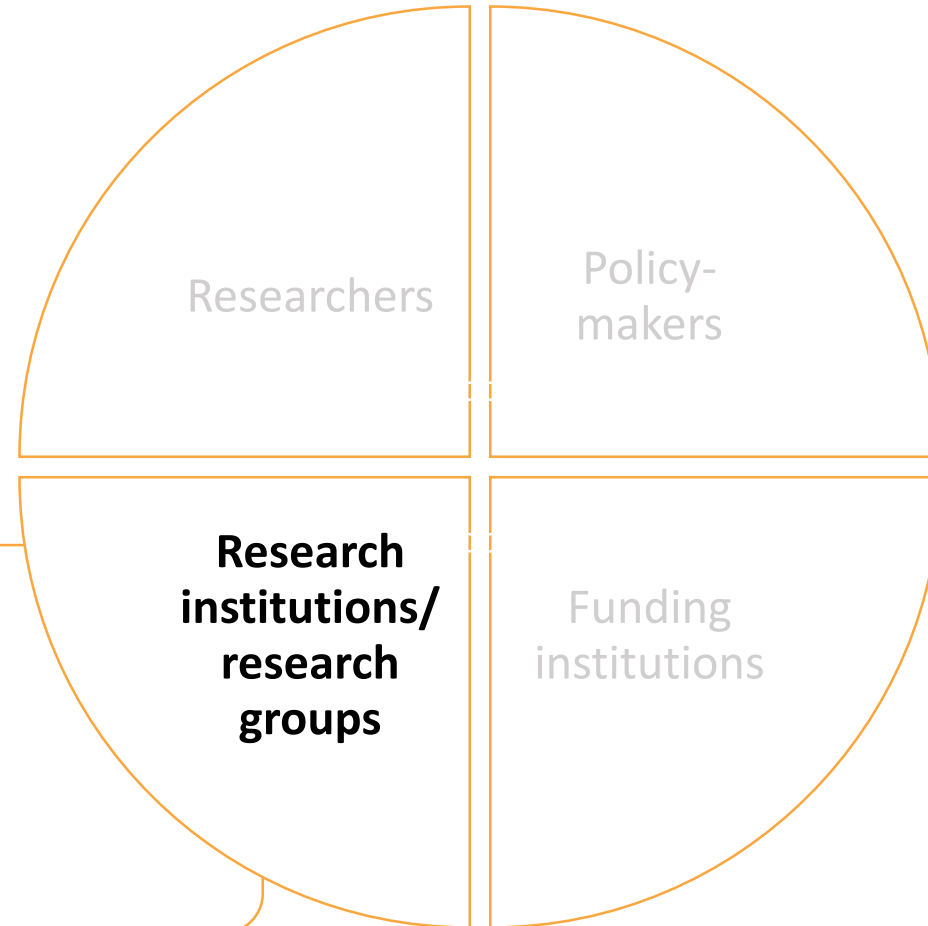 Researchers
Policy-
makers
Research
institutions/
research
groups
Funding
institutions